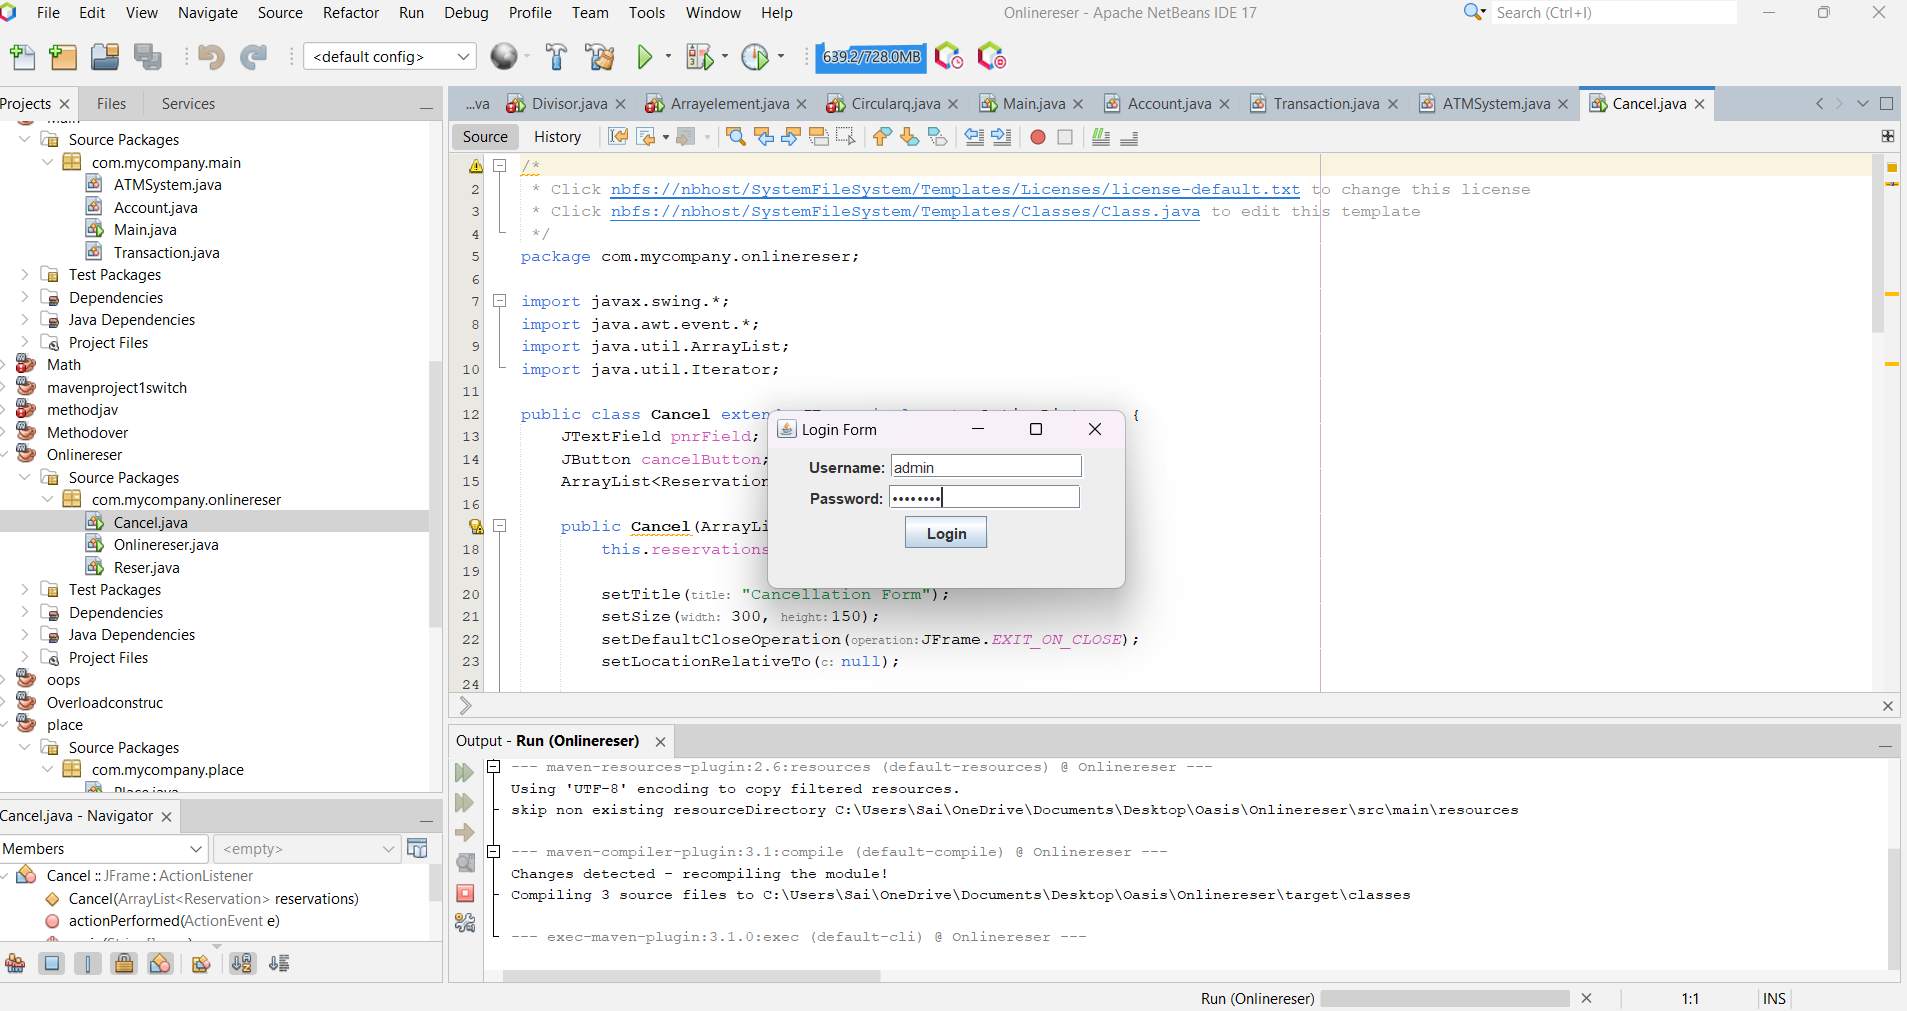 File Edit View Navigate Source Refactor Run Debug Profile Team Tools Window Help
Onlinereser - Apache NetBeans IDE 17
Search (Ctrl+I)
<default config>
639.2/728.0MB
Projects
Files
Services
Source Packages
com.mycompany.main
ATMSystem.java
Account.java
Main.java
Transaction.java
Test Packages
Dependencies
Java Dependencies
Project Files
Math
mavenproject1switch
methodjav
Methodover
Onlinereser
Source Packages
com.mycompany.onlinereser
Cancel.java
Onlinereser.java
Reser.java
Test Packages
Dependencies
Java Dependencies
Project Files
oops
Overloadconstruc
place
Source Packages
com.mycompany.place
Place.java
Cancel.java - Navigator
Members
<empty>
Cancel :: JFrame : ActionListener
Cancel(ArrayList<Reservation> reservations)
actionPerformed(ActionEvent e)
...va Divisor.java Arrayelement.java Circularq.java Main.java Account.java Transaction.java ATMSystem.java Cancel.java
Source History
/*
2 * Click nbfs://nbhost/SystemFileSystem/Templates/Licenses/license-default.txt to change this license
3 * Click nbfs://nbhost/SystemFileSystem/Templates/Classes/Class.java to edit this template
4 */
5 package com.mycompany.onlinereser;
6
7 import javax.swing.*;
8 import java.awt.event.*;
9 import java.util.ArrayList;
10 import java.util.Iterator;
11
12 public class Cancel {
13 JTextField pnrField;
14 JButton cancelButton;
15 ArrayList<Reservation
16
public Cancel(ArrayLi
18 this.reservations
19
20 setTitle(title: "Cancellation Form");
21 setSize(width: 300, height: 150);
22 setDefaultCloseOperation(operation: JFrame.EXIT_ON_CLOSE);
23 setLocationRelativeTo(c: null);
24
Login Form
Username: admin
Password: ••••••••
Login
Output - Run (Onlinereser)
--- maven-resources-plugin:2.6:resources (default-resources) @ Onlinereser ---
Using 'UTF-8' encoding to copy filtered resources.
skip non existing resourceDirectory C:\Users\Sai\OneDrive\Documents\Desktop\Oasis\Onlinereser\src\main\resources
--- maven-compiler-plugin:3.1:compile (default-compile) @ Onlinereser ---
Changes detected - recompiling the module!
Compiling 3 source files to C:\Users\Sai\OneDrive\Documents\Desktop\Oasis\Onlinereser\target\classes
--- exec-maven-plugin:3.1.0:exec (default-cli) @ Onlinereser ---
Run (Onlinereser)
1:1
INS